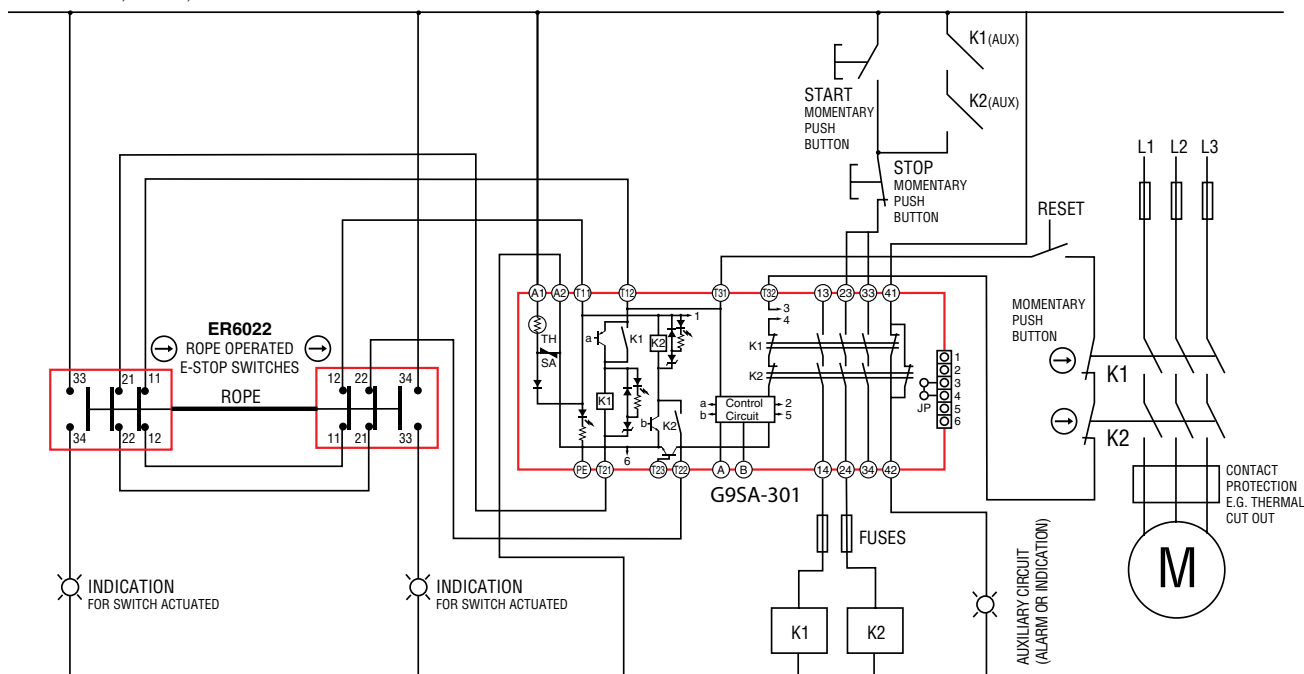 K1(AUX)
K2(AUX)
START
MOMENTARY
PUSH
BUTTON
STOP
MOMENTARY
PUSH
BUTTON
L1 L2 L3
RESET
A1 A2 T11 T12 T31 T32 13 23 33 41
ER6022
ROPE OPERATED
E-STOP SWITCHES
MOMENTARY
PUSH
BUTTON
TH
SA
a
K1
K2
1
3
4
K1
K2
1
2
3
4
5
6
JP
K1
K2
33 21 11
ROPE
12 22 34
34 22 12
11 21 33
K1
b
K2
6
a
b
Control
Circuit
2
5
PE T21 T23 T22 A B 14 24 34 42
G9SA-301
CONTACT
PROTECTION
E.G. THERMAL
CUT OUT
FUSES
M
INDICATION
FOR SWITCH ACTUATED
INDICATION
FOR SWITCH ACTUATED
K1
K2
AUXILIARY CIRCUIT
(ALARM OR INDICATION)